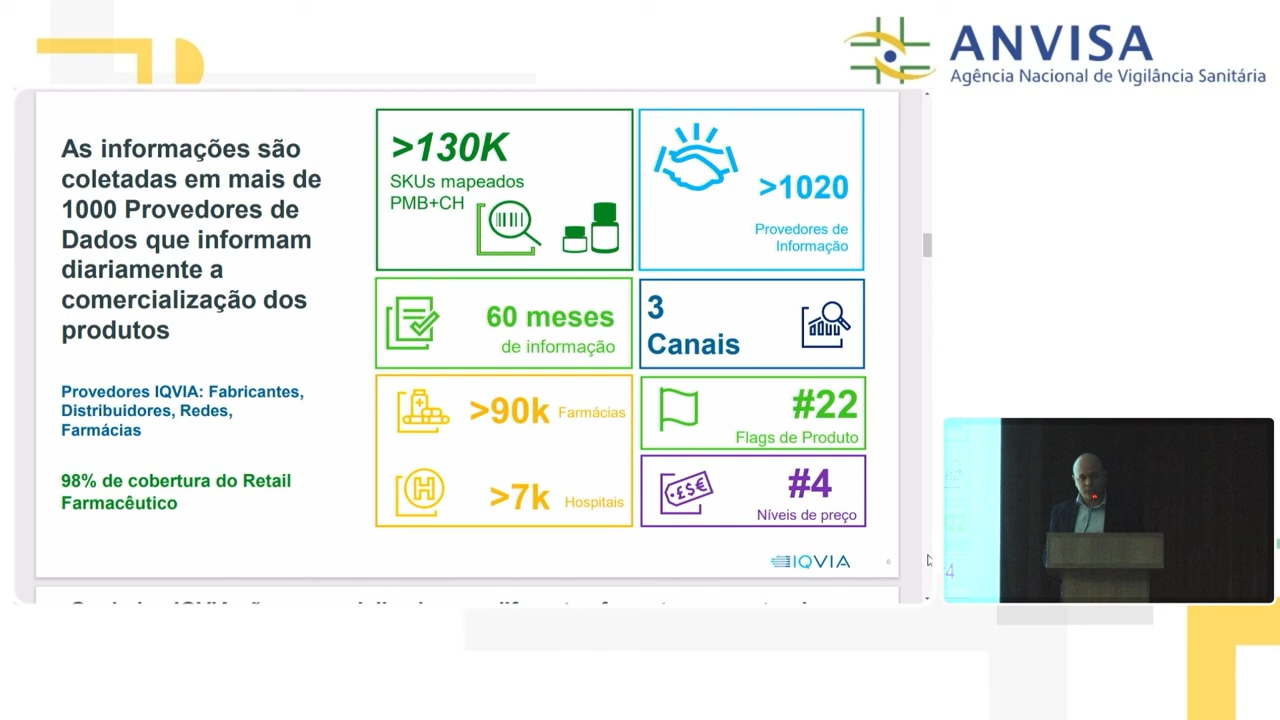 ANVISA
Agência Nacional de Vigilância Sanitária
As informações são
coletadas em mais de
1000 Provedores de
Dados que informam
diariamente a
comercialização dos
produtos
Provedores IQVIA: Fabricantes,
Distribuidores, Redes,
Farmácias
98% de cobertura do Retail
Farmacêutico
>130K
SKUs mapeados
PMB+CH
>1020
Provedores de
Informação
60 meses
de informação
3
Canais
>90k Farmácias
>7k Hospitais
#22
Flags de Produto
£$€
#4
Níveis de preço
IQVIA
6